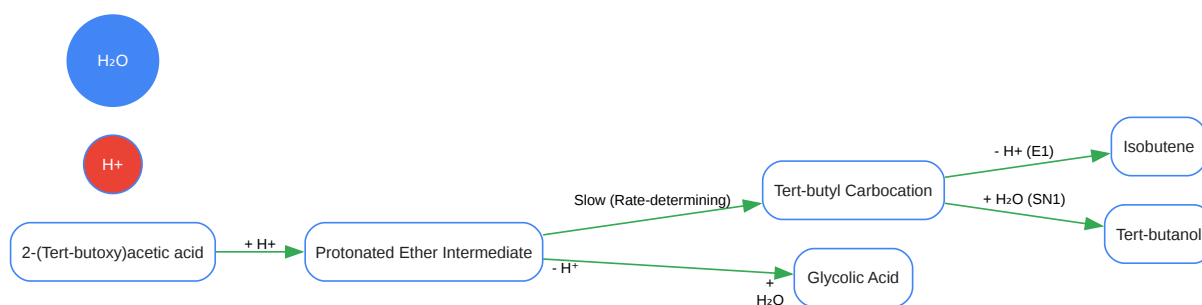 H₂O
H+
2-(Tert-butoxy)acetic acid
+ H+
Protonated Ether Intermediate
Slow (Rate-determining)
- H⁺
+
H₂O
Tert-butyl Carbocation
Glycolic Acid
- H+ (E1)
+ H₂O (SN1)
Isobutene
Tert-butanol